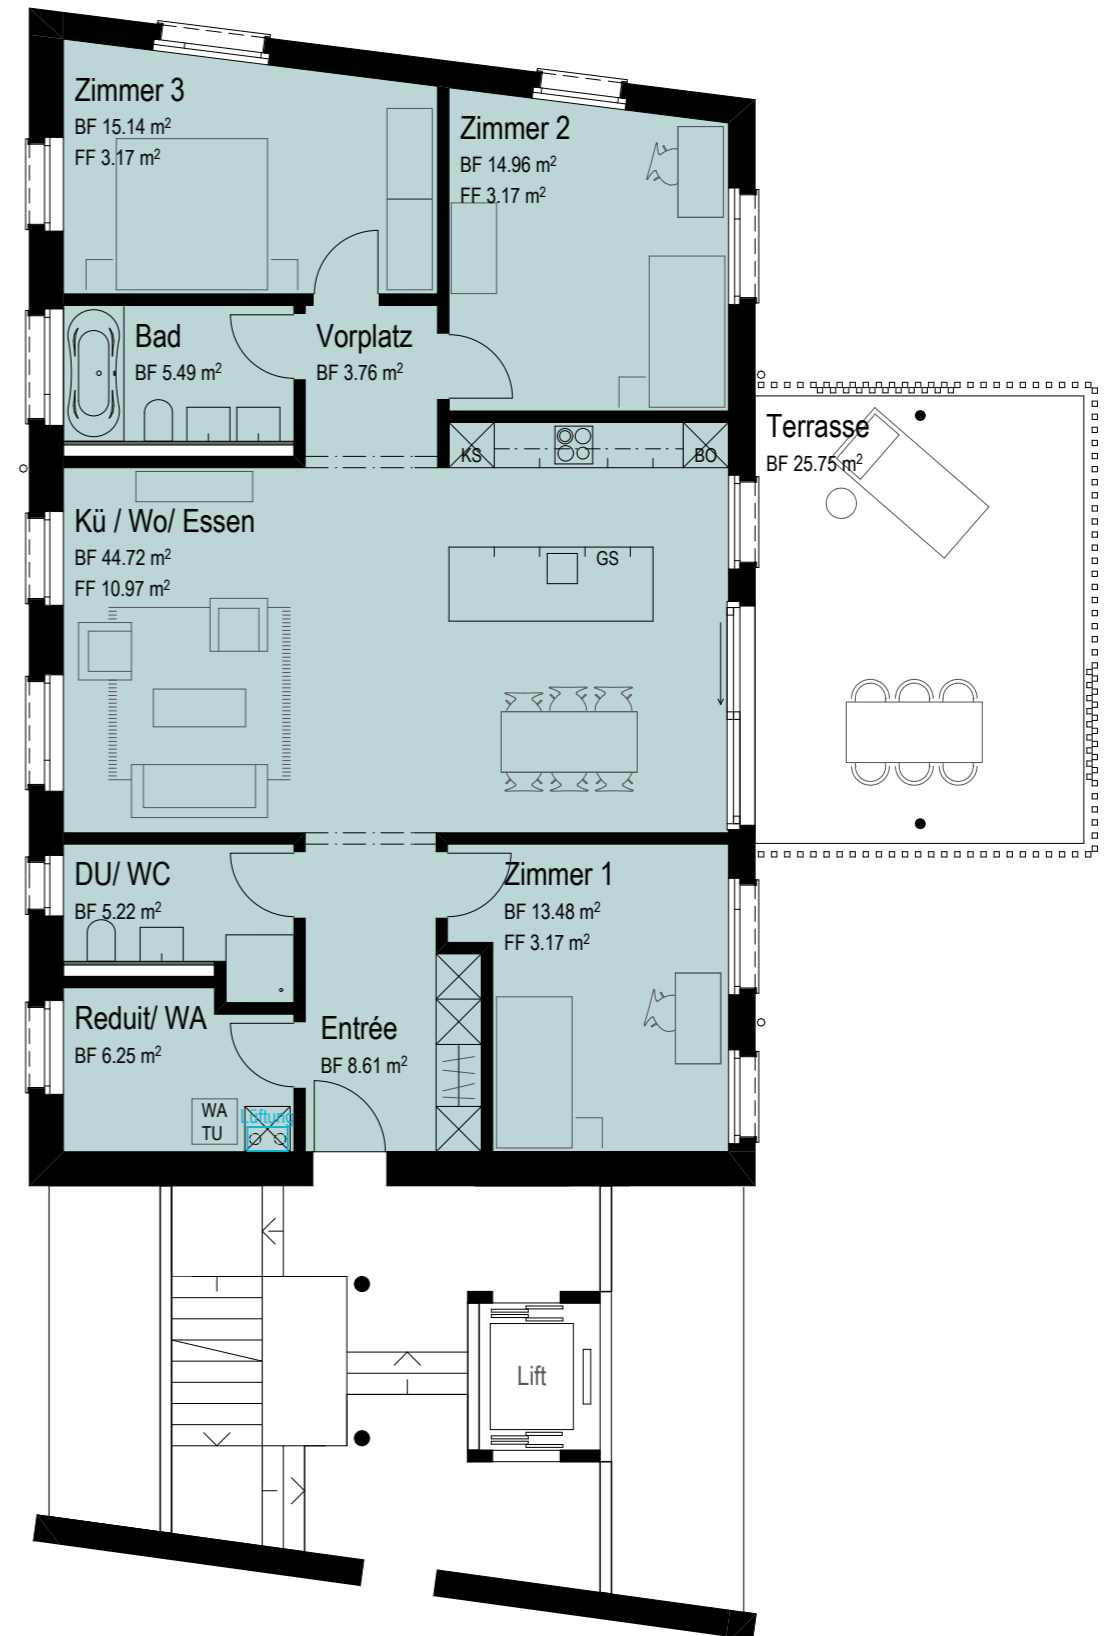 Zimmer 3
BF 15.14 m²
FF 3.17 m²
Zimmer 2
BF 14.96 m²
FF 3.17 m²
Bad
BF 5.49 m²
Vorplatz
BF 3.76 m²
KS
BO
Terrasse
BF 25.75 m²
Kü / Wo/ Essen
BF 44.72 m²
FF 10.97 m²
GS
DU/ WC
BF 5.22 m²
Zimmer 1
BF 13.48 m²
FF 3.17 m²
Reduit/ WA
BF 6.25 m²
Entrée
BF 8.61 m²
WA
TU
Lüftung
Lift